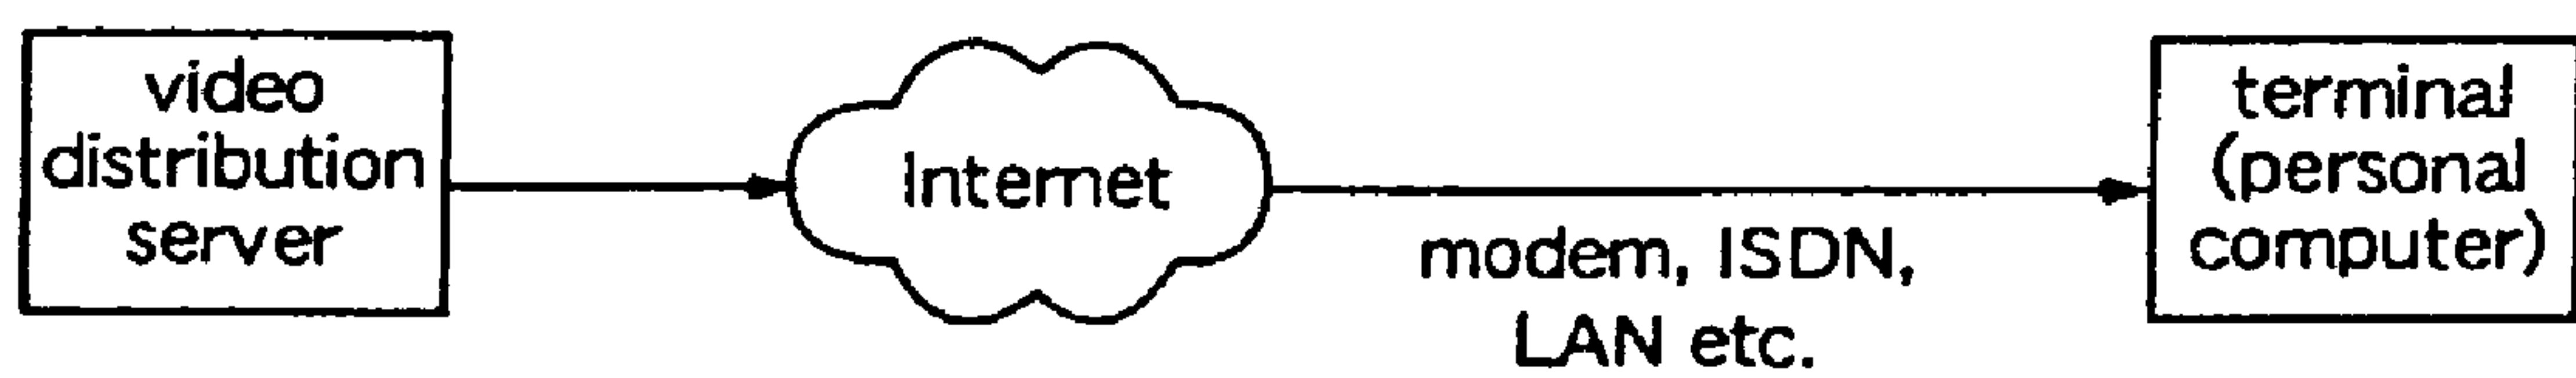 video
distribution
server
Internet
modem, ISDN,
LAN etc.
terminal
(personal
computer)